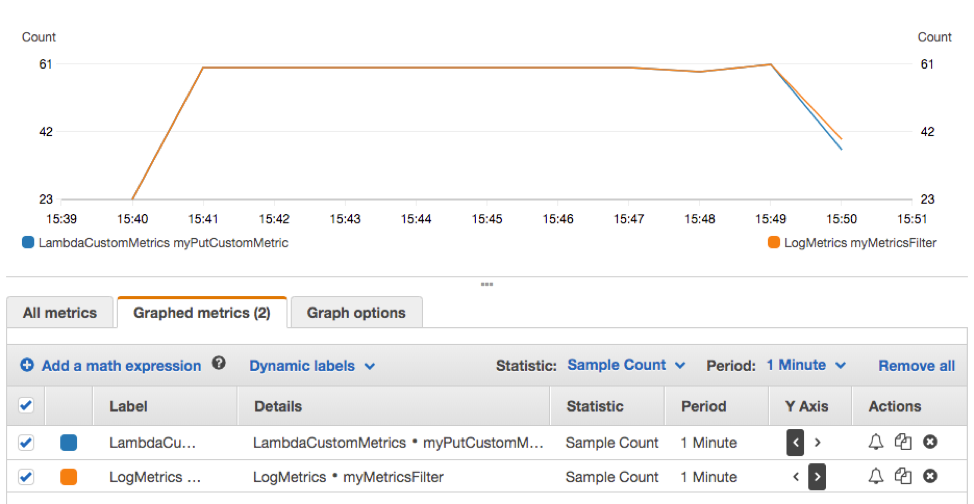 Count Count
61 61
42 42
23 23
15:39 15:40 15:41 15:42 15:43 15:44 15:45 15:46 15:47 15:48 15:49 15:50 15:51
LambdaCustomMetrics myPutCustomMetric LogMetrics myMetricsFilter
All metrics Graphed metrics (2) Graph options
Add a math expression ? Dynamic labels Statistic: Sample Count Period: 1 Minute Remove all
Label Details Statistic Period Y Axis Actions
LambdaCu... LambdaCustomMetrics • myPutCustomM... Sample Count 1 Minute < >
LogMetrics ... LogMetrics • myMetricsFilter Sample Count 1 Minute < >